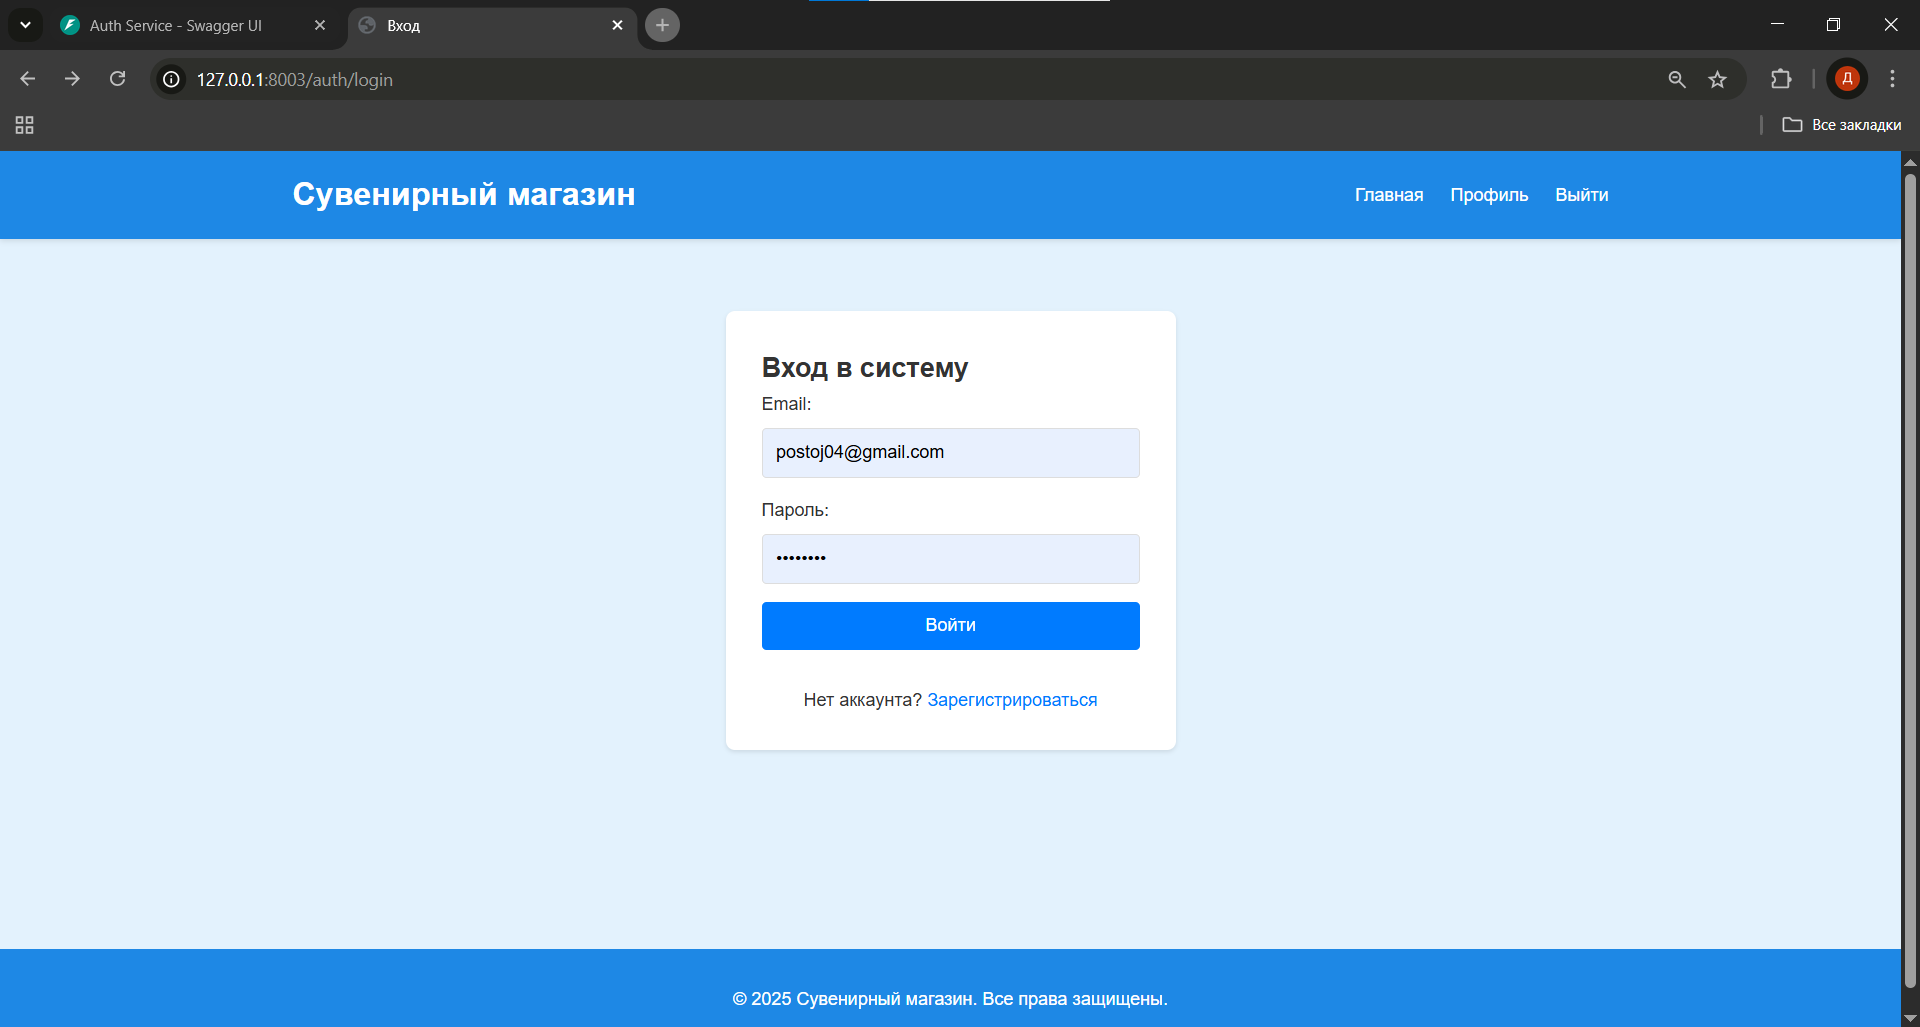 Auth Service - Swagger UI
Вход
127.0.0.1:8003/auth/login
Д
Все закладки
Сувенирный магазин
Главная Профиль Выйти
Вход в систему
Email:
postoj04@gmail.com
Пароль:
••••••••
Войти
Нет аккаунта? Зарегистрироваться
© 2025 Сувенирный магазин. Все права защищены.